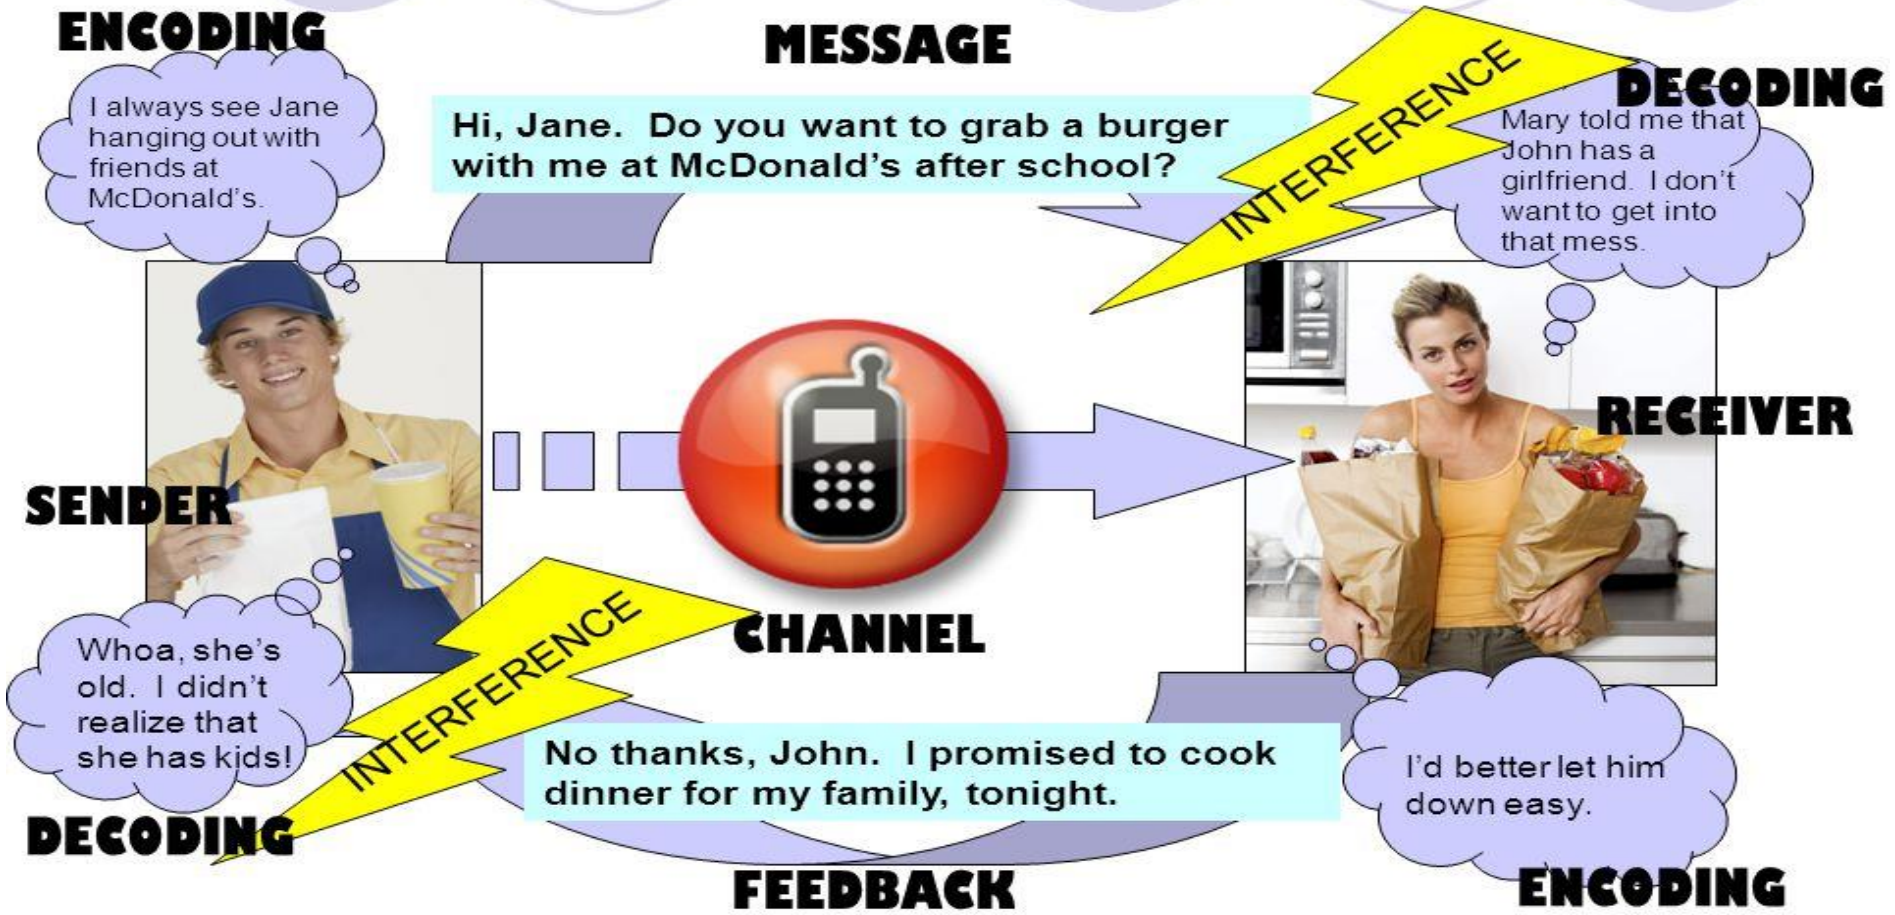 ENCODING
I always see Jane
hanging out with
friends at
McDonald's.
MESSAGE
Hi, Jane. Do you want to grab a burger
with me at McDonald's after school?
INTERFERENCE
DECODING
Mary told me that
John has a
girlfriend. I don't
want to get into
that mess.
SENDER
RECEIVER
CHANNEL
Whoa, she's
old. I didn't
realize that
she has kids!
DECODING
INTERFERENCE
No thanks, John. I promised to cook
dinner for my family, tonight.
FEEDBACK
I'd better let him
down easy.
ENCODING